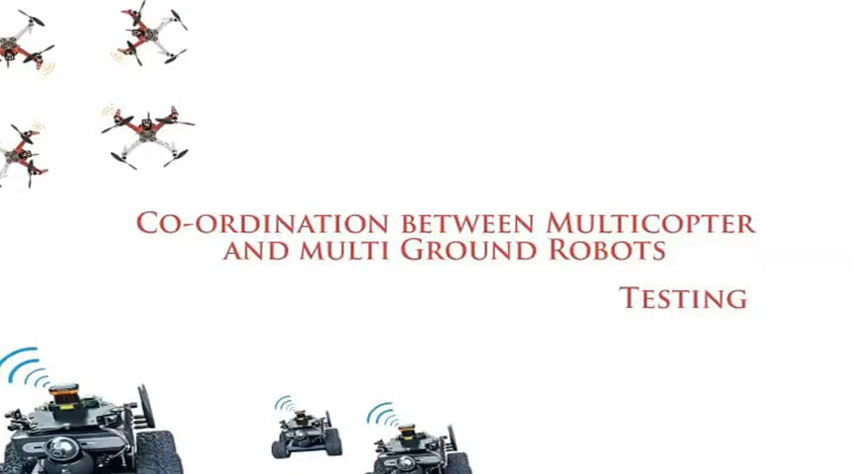 Co-ordination between Multicopter
and multi Ground Robots
Testing